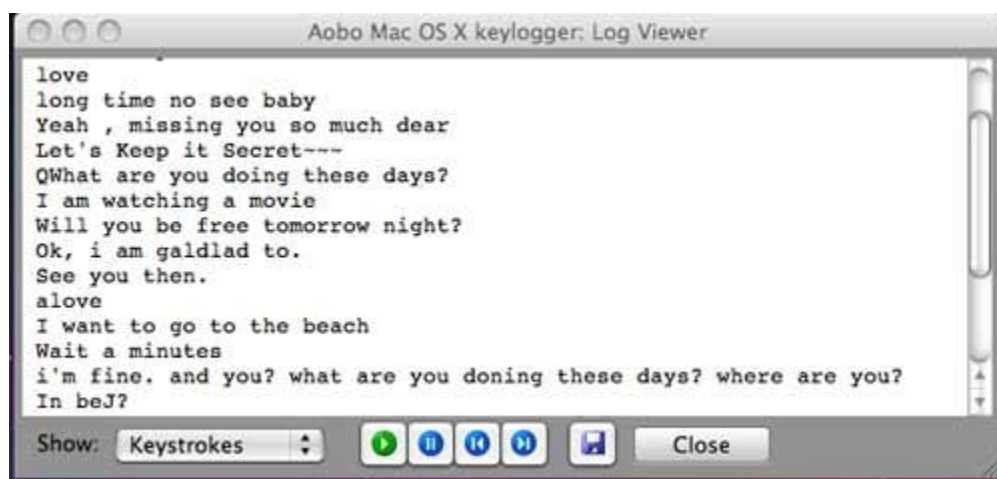 Aobo Mac OS X keylogger: Log Viewer
love
long time no see baby
Yeah , missing you so much dear
Let's Keep it Secret~~~
QWhat are you doing these days?
I am watching a movie
Will you be free tomorrow night?
Ok, i am galdlad to.
See you then.
alove
I want to go to the beach
Wait a minutes
i'm fine. and you? what are you doning these days? where are you?
In beJ?
Show: Keystrokes Close